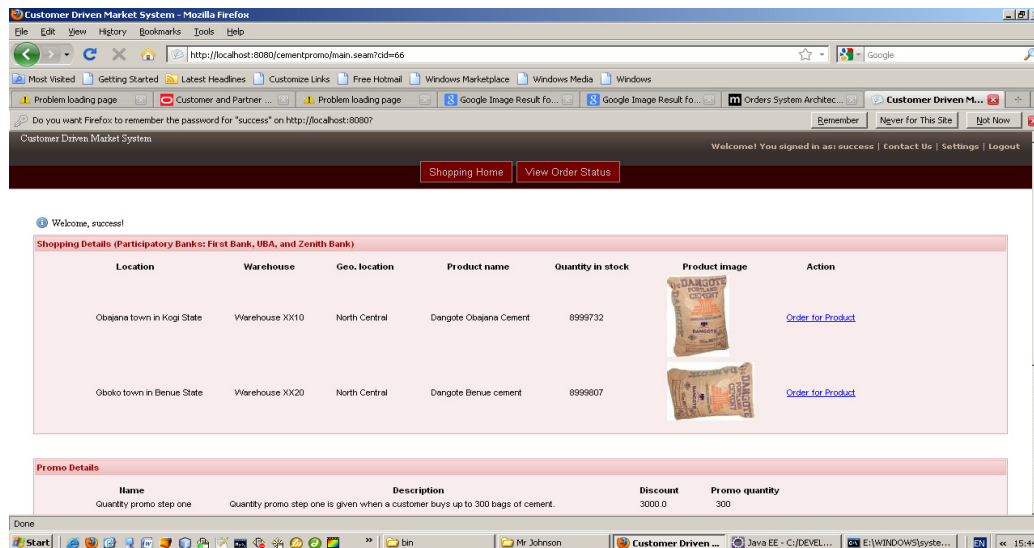 Customer Driven Market System - Mozilla Firefox
File Edit View History Bookmarks Tools Help
http://localhost:8080/cementpromo/main.seam?cid=66
Google
Most Visited Getting Started Latest Headlines Customize Links Free Hotmail Windows Marketplace Windows Media Windows
Problem loading page Customer and Partner ... Problem loading page Google Image Result fo... Google Image Result fo... Orders System Architec... Customer Driven M...
Do you want Firefox to remember the password for "success" on http://localhost:8080? Remember Never for This Site Not Now
Customer Driven Market System
Welcome! You signed in as: success | Contact Us | Settings | Logout
Shopping Home View Order Status
Welcome, success!
Shopping Details (Participatory Banks: First Bank, UBA, and Zenith Bank)
Location Warehouse Geo. location Product name Quantity in stock Product image Action
DANGOTE
PORTLAND
CEMENT
DANGOTE
Obajana town in Kogi State Warehouse XX10 North Central Dangote Obajana Cement 8999732 Order for Product
DANGOTE
PORTLAND
CEMENT
DANGOTE
Gboko town in Benue State Warehouse XX20 North Central Dangote Benue cement 8999807 Order for Product
Promo Details
Name Description Discount Promo quantity
Quantity promo step one Quantity promo step one is given when a customer buys up to 300 bags of cement. 3000.0 300
Done
Start » bin Mr Johnson Customer Driven ... Java EE - C:/DEVEL... E:\WINDOWS\syste... EN «